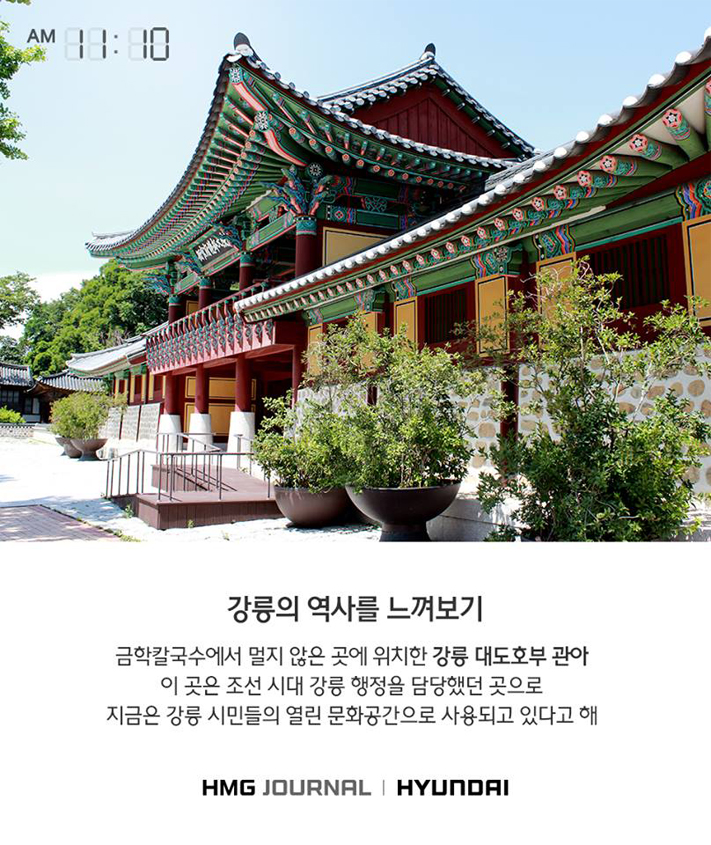 AM 11:10
강릉의 역사를 느껴보기
금학칼국수에서 멀지 않은 곳에 위치한 강릉 대도호부 관아
이 곳은 조선 시대 강릉 행정을 담당했던 곳으로
지금은 강릉 시민들의 열린 문화공간으로 사용되고 있다고 해
HMG JOURNAL | HYUNDAI